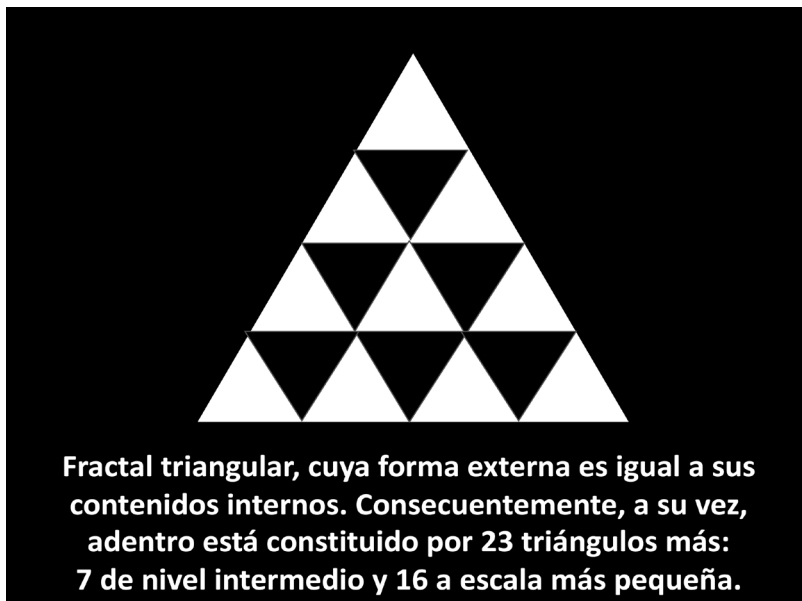 Fractal triangular, cuya forma externa es igual a sus
contenidos internos. Consecuentemente, a su vez,
adentro está constituido por 23 triángulos más:
7 de nivel intermedio y 16 a escala más pequeña.